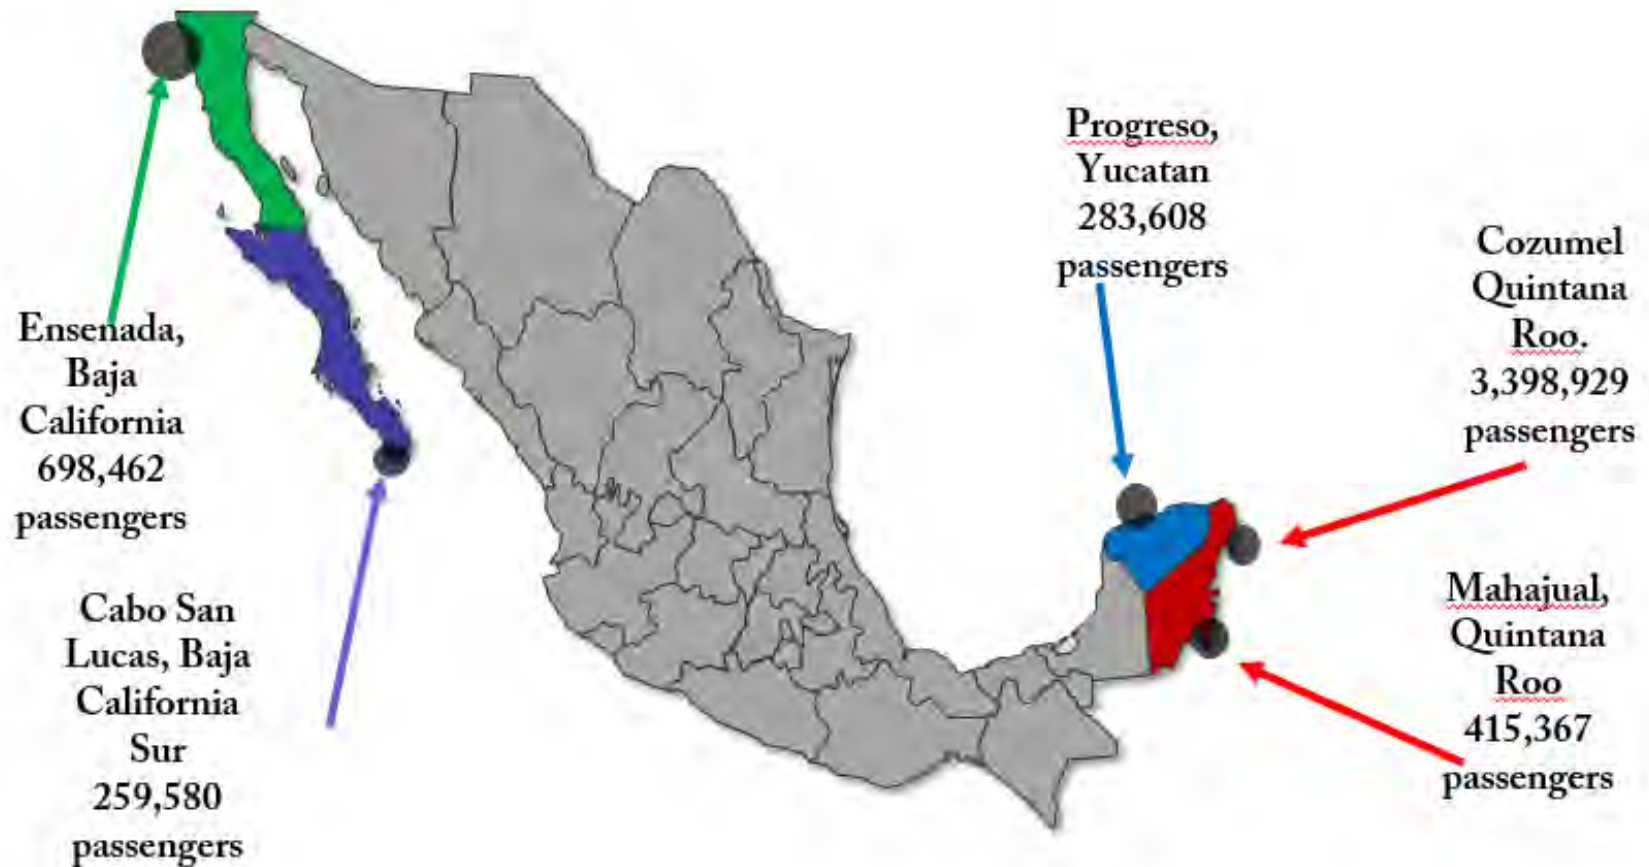 Ensenada,
Baja
California
698,462
passengers
Cabo San
Lucas, Baja
California
Sur
259,580
passengers
Progreso,
Yucatan
283,608
passengers
Cozumel
Quintana
Roo.
3,398,929
passengers
Mahajual,
Quintana
Roo
415,367
passengers